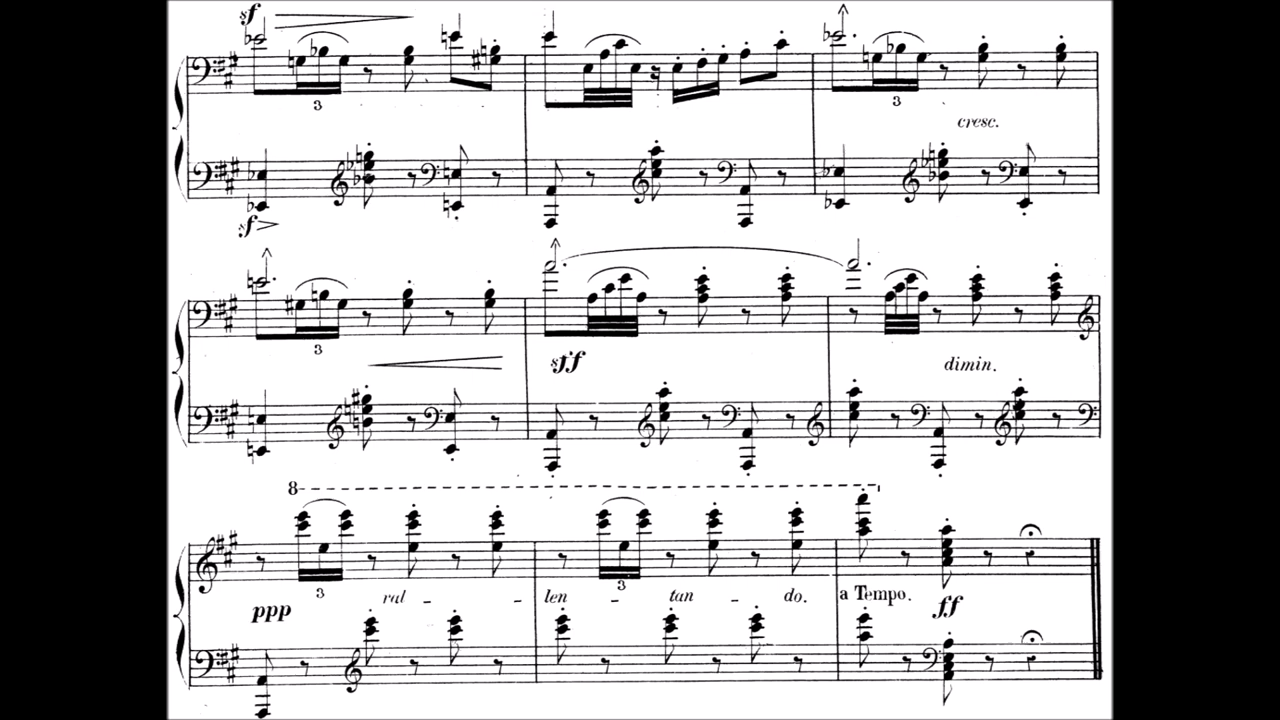 sf
3
3
cresc.
sf
3
sff
dimin.
8
3
3
ppp ral - - len - tan - do. a Tempo. ff